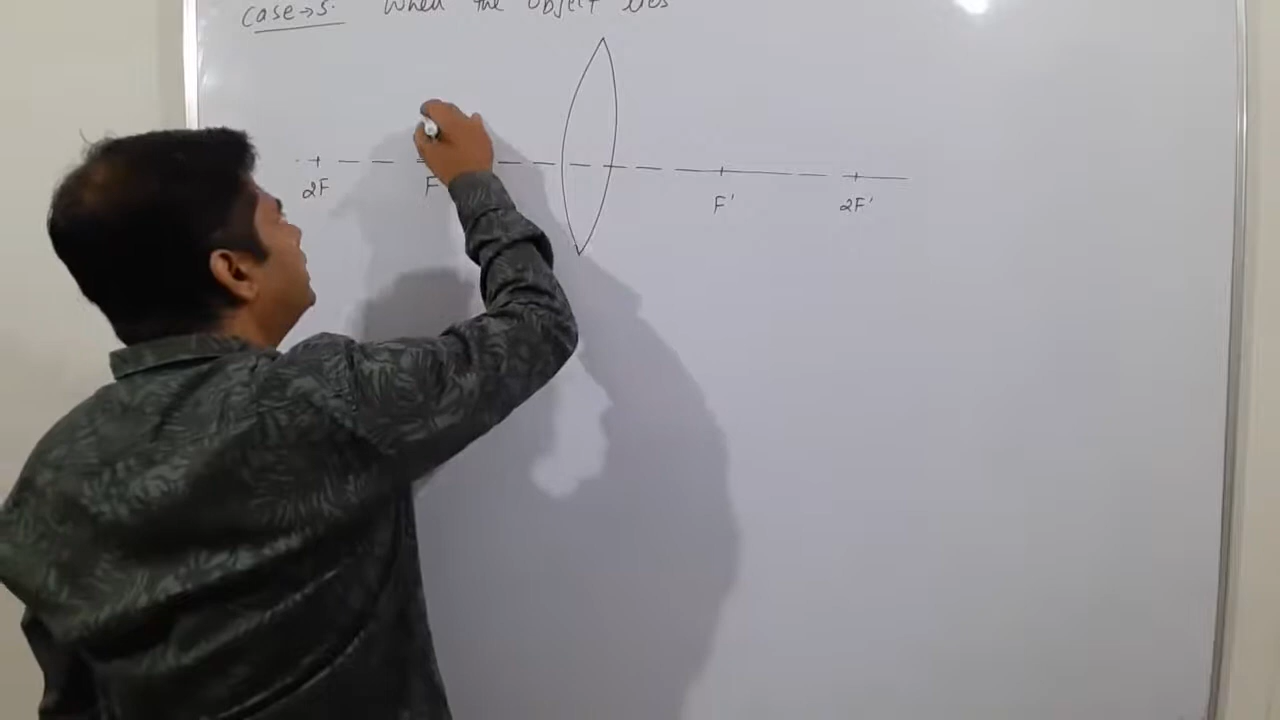 Case→5. When the object lies
2F F F' 2F'